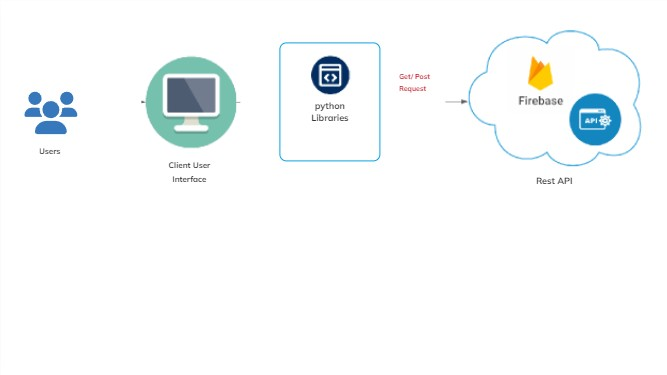 Users
Client User
Interface
python
Libraries
Get/ Post
Request
Firebase
API
Rest API